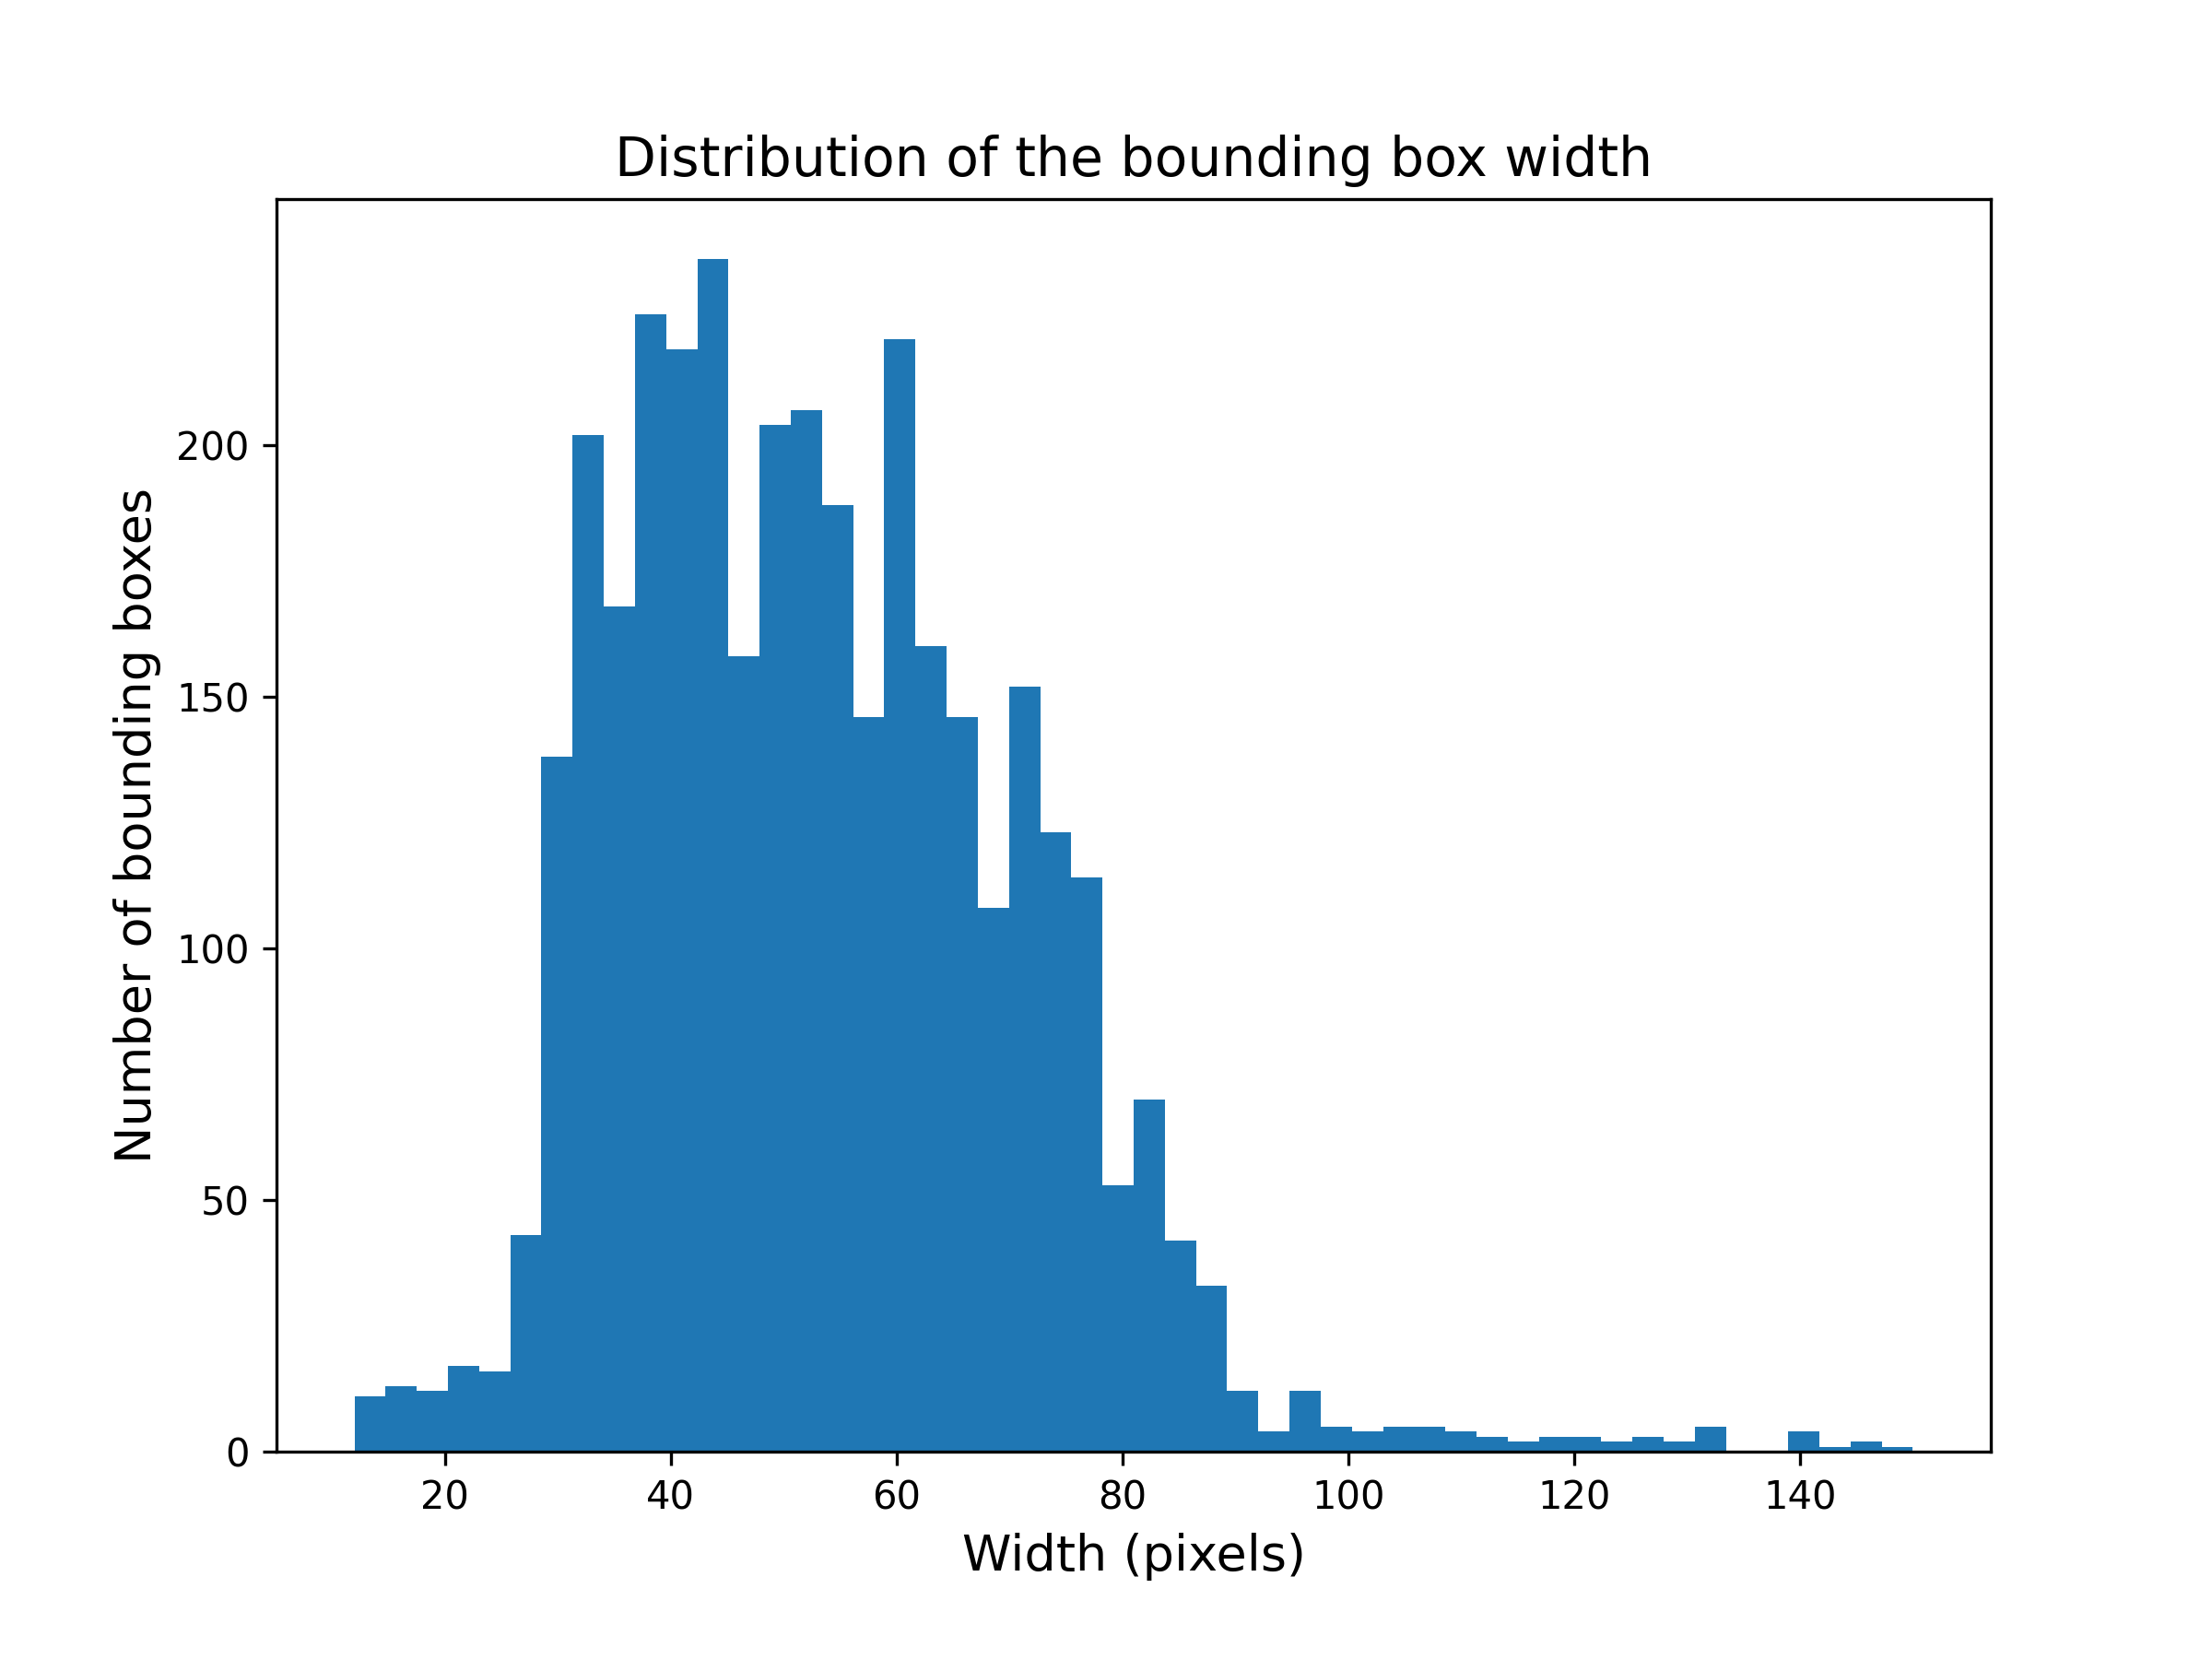 Distribution of the bounding box width
Number of bounding boxes
200
150
100
50
0
20 40 60 80 100 120 140
Width (pixels)